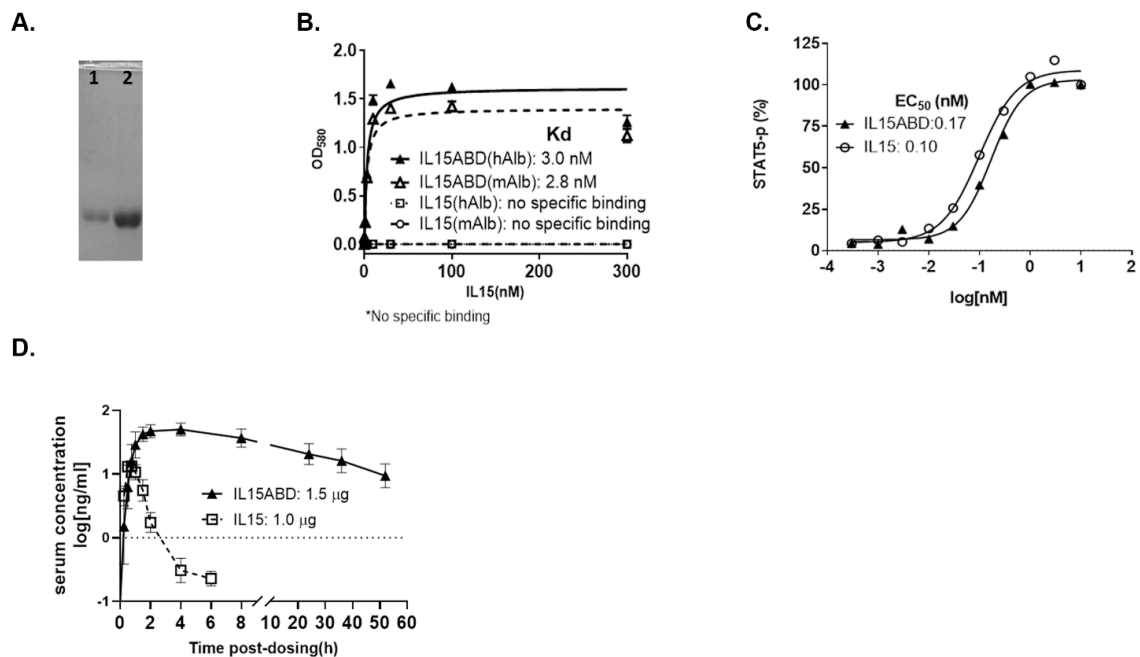 A.
1 2
B.
2.0
1.5
1.0
0.5
0.0
OD580
0 100 200 300
IL15(nM)
Kd
IL15ABD(hAlb): 3.0 nM
IL15ABD(mAlb): 2.8 nM
IL15(hAlb): no specific binding
IL15(mAlb): no specific binding
*No specific binding
C.
125
100
75
50
25
0
STAT5-p (%)
-4 -3 -2 -1 0 1 2
log[nM]
EC50 (nM)
IL15ABD:0.17
IL15: 0.10
D.
2
1
0
-1
serum concentration
log[ng/ml]
IL15ABD: 1.5 µg
IL15: 1.0 µg
0 2 4 6 8 10 20 30 40 50 60
Time post-dosing(h)